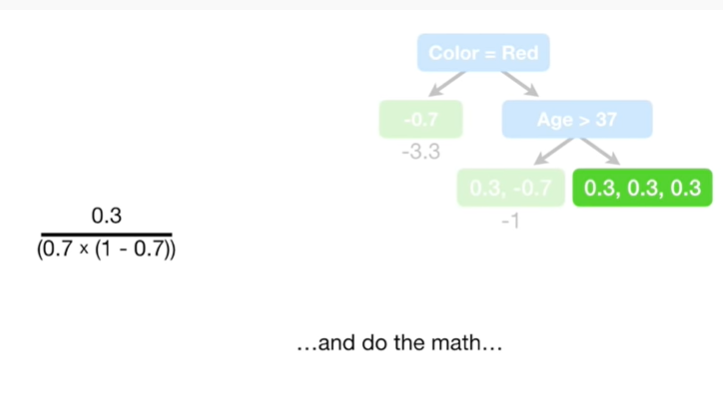 Color = Red
-0.7
Age > 37
-3.3
0.3, -0.7
0.3, 0.3, 0.3
-1
0.3
(0.7 × (1 - 0.7))
…and do the math…